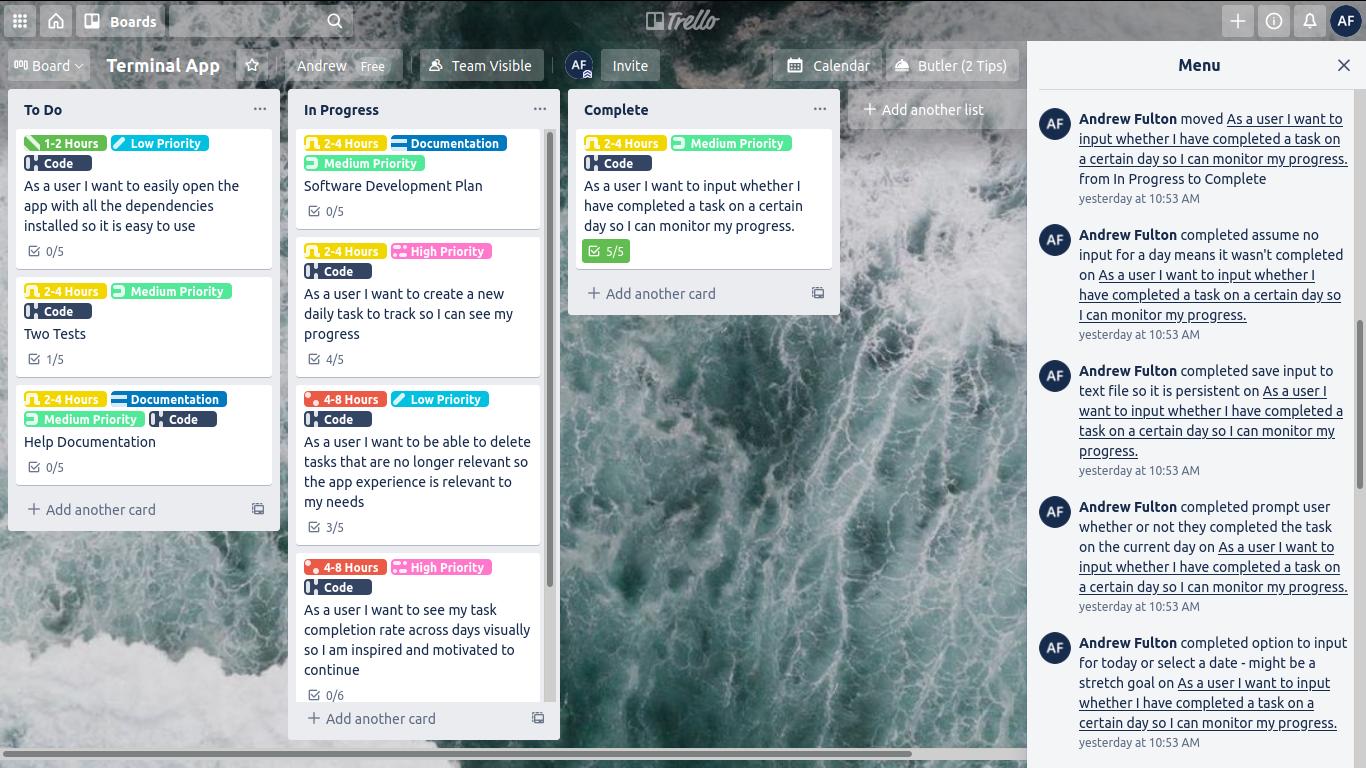 Boards
Trello
AF
Board
Terminal App
Andrew Free
Team Visible
AF
Invite
Calendar
Butler (2 Tips)
To Do
1-2 Hours Low Priority
Code
As a user I want to easily open the
app with all the dependencies
installed so it is easy to use
0/5
2-4 Hours Medium Priority
Code
Two Tests
1/5
2-4 Hours Documentation
Medium Priority Code
Help Documentation
0/5
+ Add another card
In Progress
2-4 Hours Documentation
Medium Priority
Software Development Plan
0/5
2-4 Hours High Priority
Code
As a user I want to create a new
daily task to track so I can see my
progress
4/5
4-8 Hours Low Priority
Code
As a user I want to be able to delete
tasks that are no longer relevant so
the app experience is relevant to
my needs
3/5
4-8 Hours High Priority
Code
As a user I want to see my task
completion rate across days visually
so I am inspired and motivated to
continue
0/6
+ Add another card
Complete
2-4 Hours Medium Priority
Code
As a user I want to input whether I
have completed a task on a certain
day so I can monitor my progress.
5/5
+ Add another card
+ Add another list
Menu
AF
Andrew Fulton moved As a user I want to
input whether I have completed a task on
a certain day so I can monitor my progress.
from In Progress to Complete
yesterday at 10:53 AM
AF
Andrew Fulton completed assume no
input for a day means it wasn't completed
on As a user I want to input whether I
have completed a task on a certain day so
I can monitor my progress.
yesterday at 10:53 AM
AF
Andrew Fulton completed save input to
text file so it is persistent on As a user I
want to input whether I have completed a
task on a certain day so I can monitor my
progress.
yesterday at 10:53 AM
AF
Andrew Fulton completed prompt user
whether or not they completed the task
on the current day on As a user I want to
input whether I have completed a task on
a certain day so I can monitor my progress.
yesterday at 10:53 AM
AF
Andrew Fulton completed option to input
for today or select a date - might be a
stretch goal on As a user I want to input
whether I have completed a task on a
certain day so I can monitor my progress.
yesterday at 10:53 AM